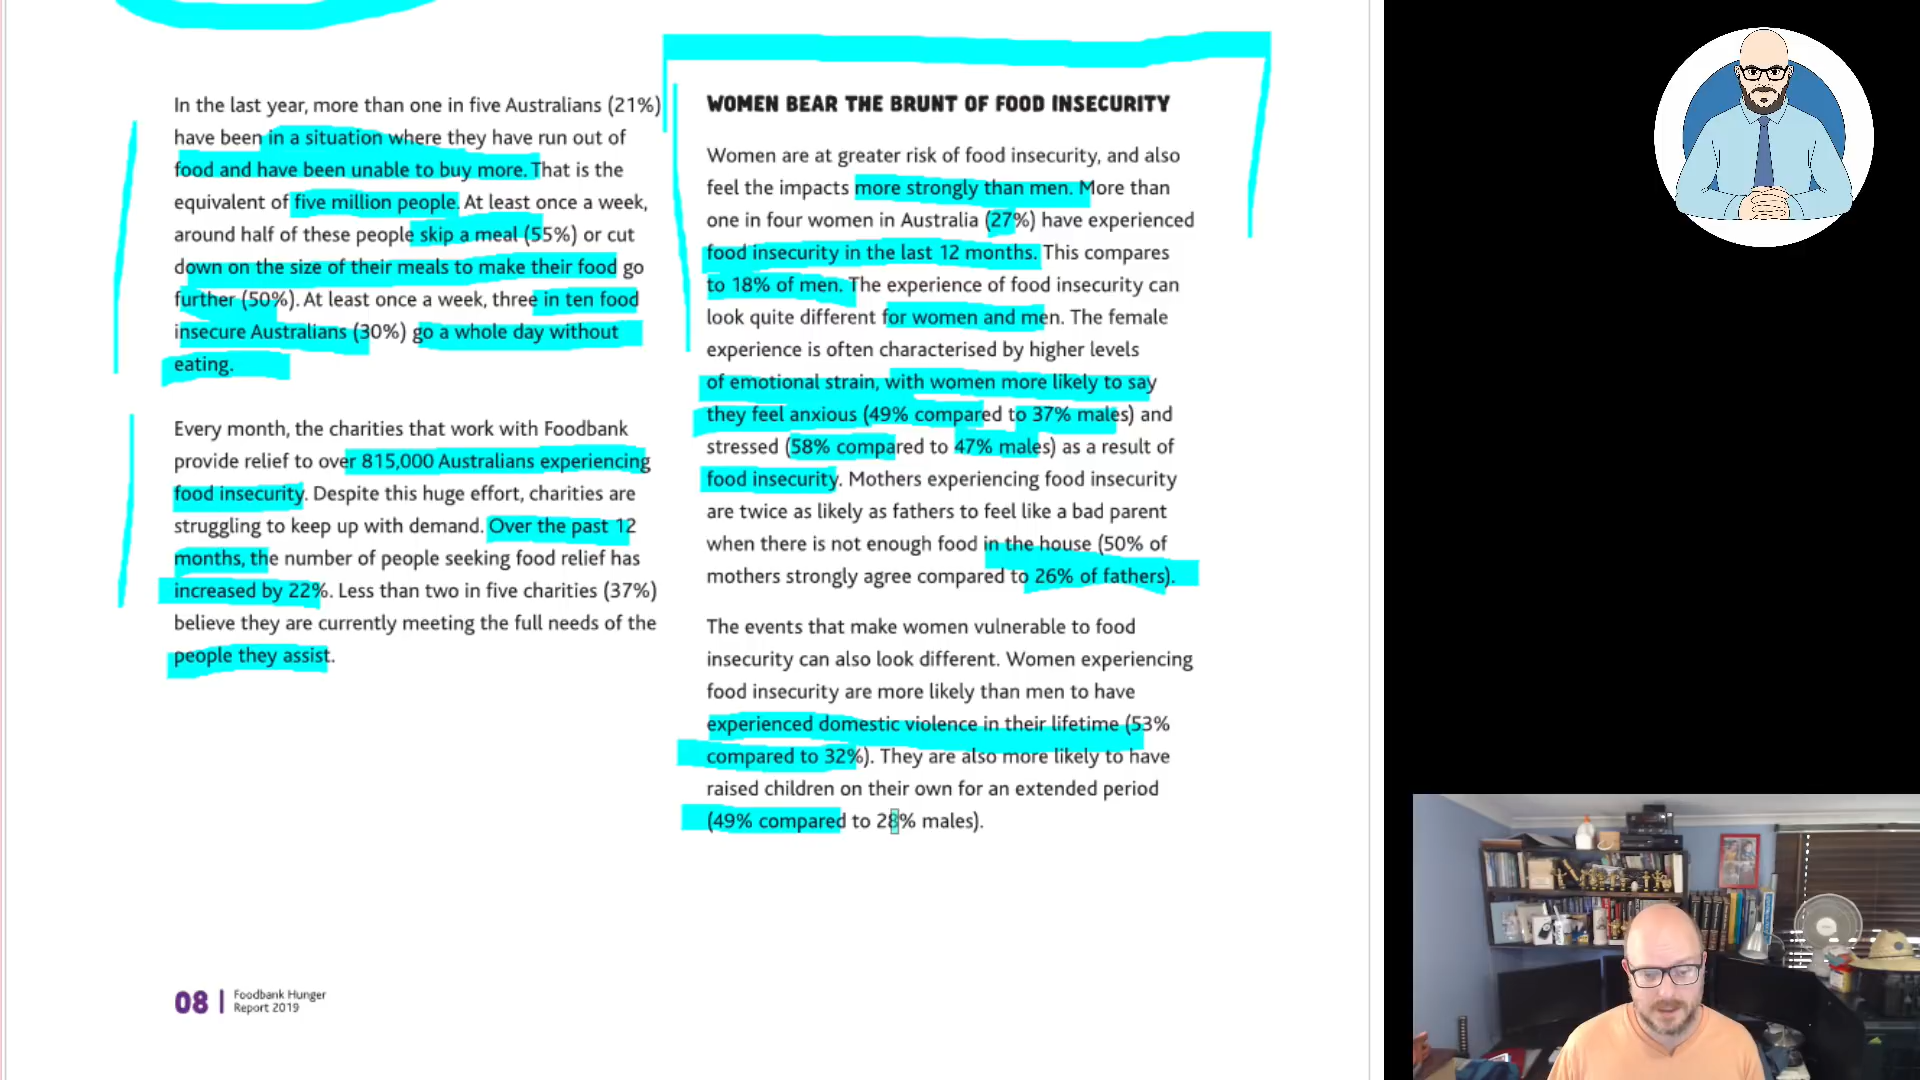 In the last year, more than one in five Australians (21%)
have been in a situation where they have run out of
food and have been unable to buy more. That is the
equivalent of five million people. At least once a week,
around half of these people skip a meal (55%) or cut
down on the size of their meals to make their food go
further (50%). At least once a week, three in ten food
insecure Australians (30%) go a whole day without
eating.
Every month, the charities that work with Foodbank
provide relief to over 815,000 Australians experiencing
food insecurity. Despite this huge effort, charities are
struggling to keep up with demand. Over the past 12
months, the number of people seeking food relief has
increased by 22%. Less than two in five charities (37%)
believe they are currently meeting the full needs of the
people they assist.
WOMEN BEAR THE BRUNT OF FOOD INSECURITY
Women are at greater risk of food insecurity, and also
feel the impacts more strongly than men. More than
one in four women in Australia (27%) have experienced
food insecurity in the last 12 months. This compares
to 18% of men. The experience of food insecurity can
look quite different for women and men. The female
experience is often characterised by higher levels
of emotional strain, with women more likely to say
they feel anxious (49% compared to 37% males) and
stressed (58% compared to 47% males) as a result of
food insecurity. Mothers experiencing food insecurity
are twice as likely as fathers to feel like a bad parent
when there is not enough food in the house (50% of
mothers strongly agree compared to 26% of fathers).
The events that make women vulnerable to food
insecurity can also look different. Women experiencing
food insecurity are more likely than men to have
experienced domestic violence in their lifetime (53%
compared to 32%). They are also more likely to have
raised children on their own for an extended period
(49% compared to 28% males).
08 | Foodbank Hunger
Report 2019